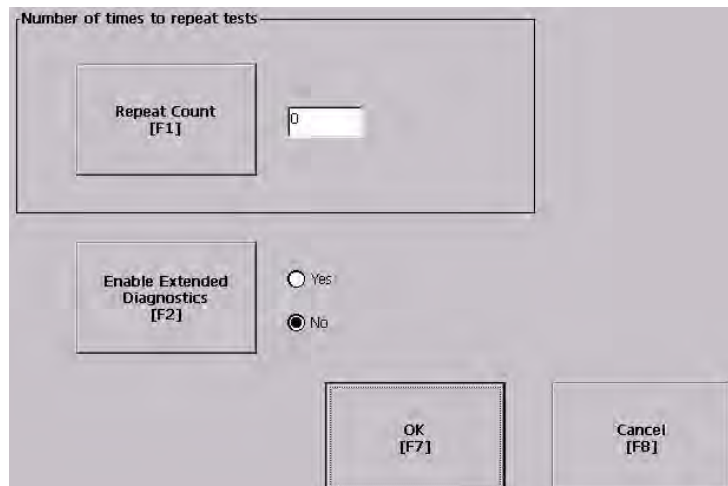 Number of times to repeat tests
Repeat Count
[F1]
0
Enable Extended
Diagnostics
[F2]
Yes
No
OK
[F7]
Cancel
[F8]